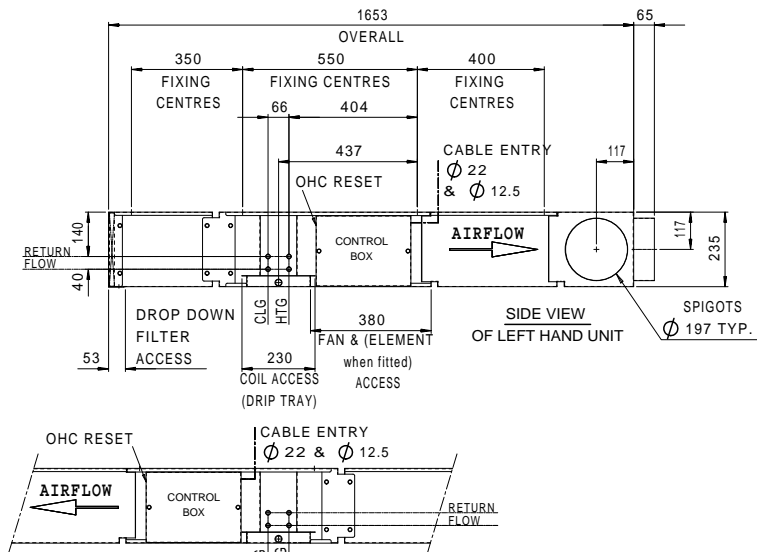 1653
65
OVERALL
350
550
400
FIXING CENTRES
FIXING CENTRES
FIXING CENTRES
66
404
437
CABLE ENTRY
Ø 22
& Ø 12.5
OHC RESET
140
40
RETURN
FLOW
CONTROL BOX
AIRFLOW
117
117
235
CLG
HTG
DROP DOWN
FILTER
ACCESS
53
230
COIL ACCESS
(DRIP TRAY)
380
FAN & (ELEMENT
when fitted)
ACCESS
SIDE VIEW
OF LEFT HAND UNIT
SPIGOTS
Ø 197 TYP.
OHC RESET
CABLE ENTRY
Ø 22 & Ø 12.5
AIRFLOW
CONTROL BOX
RETURN
FLOW